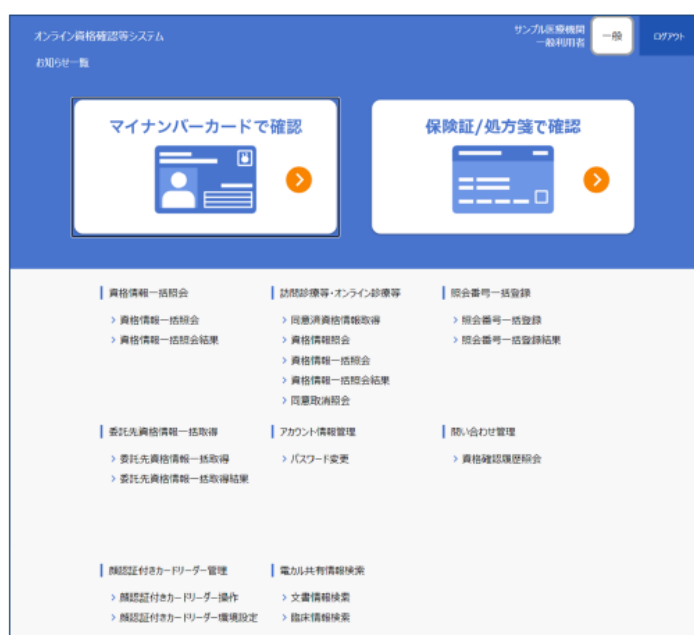 オンライン資格確認等システム
サンプル医療機関
一般利用者
一般
ログアウト
お知らせ一覧
マイナンバーカードで確認
保険証/処方箋で確認
資格情報一括照会
資格情報一括照会
資格情報一括照会結果
訪問診療等・オンライン診療等
同意済資格情報取得
資格情報照会
資格情報一括照会
資格情報一括照会結果
同意取消照会
照会番号一括登録
照会番号一括登録
照会番号一括登録結果
委託先資格情報一括取得
委託先資格情報一括取得
委託先資格情報一括取得結果
アカウント情報管理
パスワード変更
問い合わせ管理
資格確認履歴照会
顔認証付きカードリーダー管理
顔認証付きカードリーダー操作
顔認証付きカードリーダー環境設定
電カル共有情報検索
文書情報検索
臨床情報検索